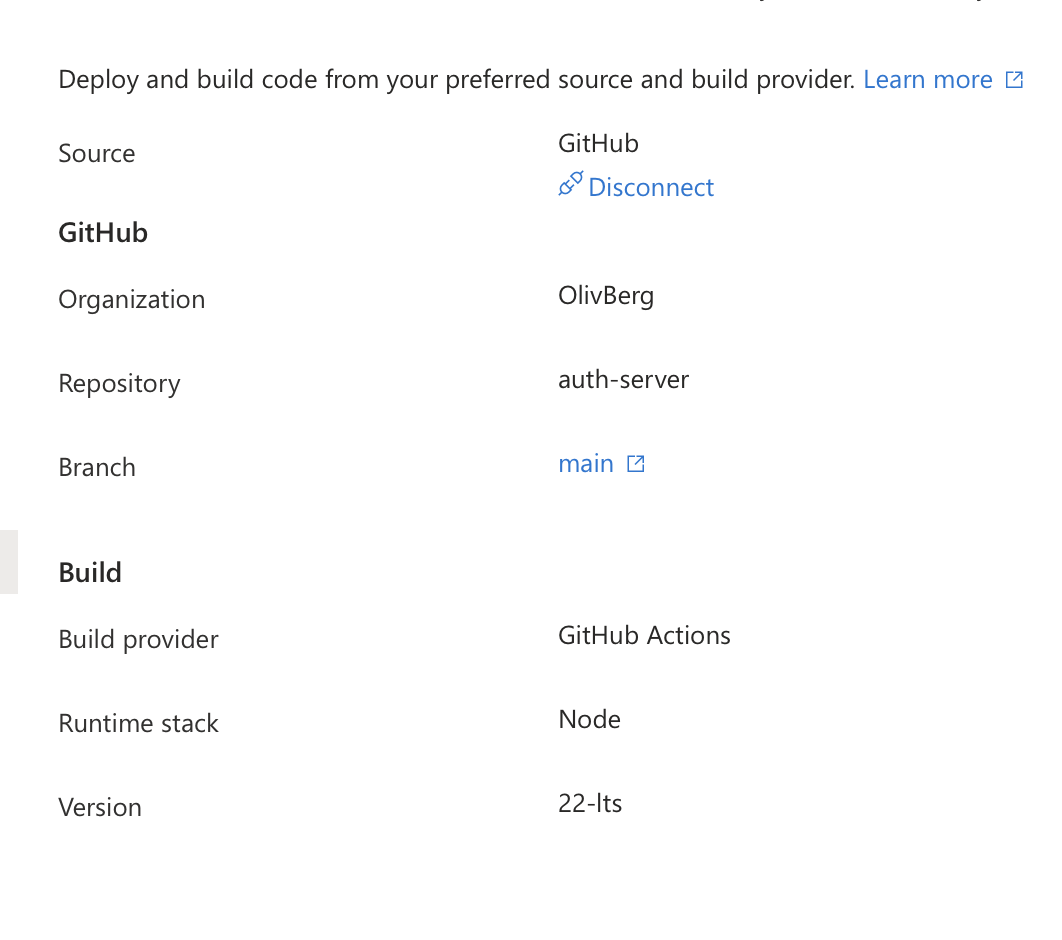 Deploy and build code from your preferred source and build provider. Learn more
Source
GitHub
Disconnect
GitHub
Organization
OlivBerg
Repository
auth-server
Branch
main
Build
Build provider
GitHub Actions
Runtime stack
Node
Version
22-lts